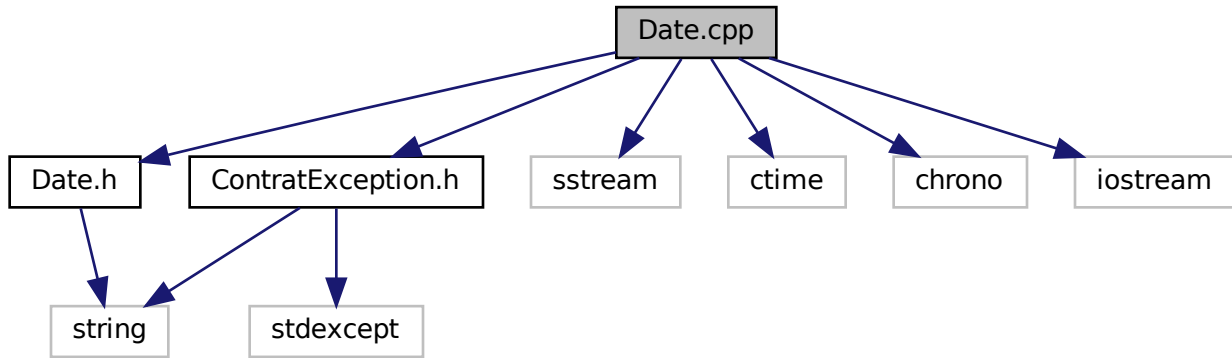 Date.cpp
Date.h
ContratException.h
sstream
ctime
chrono
iostream
string
stdexcept